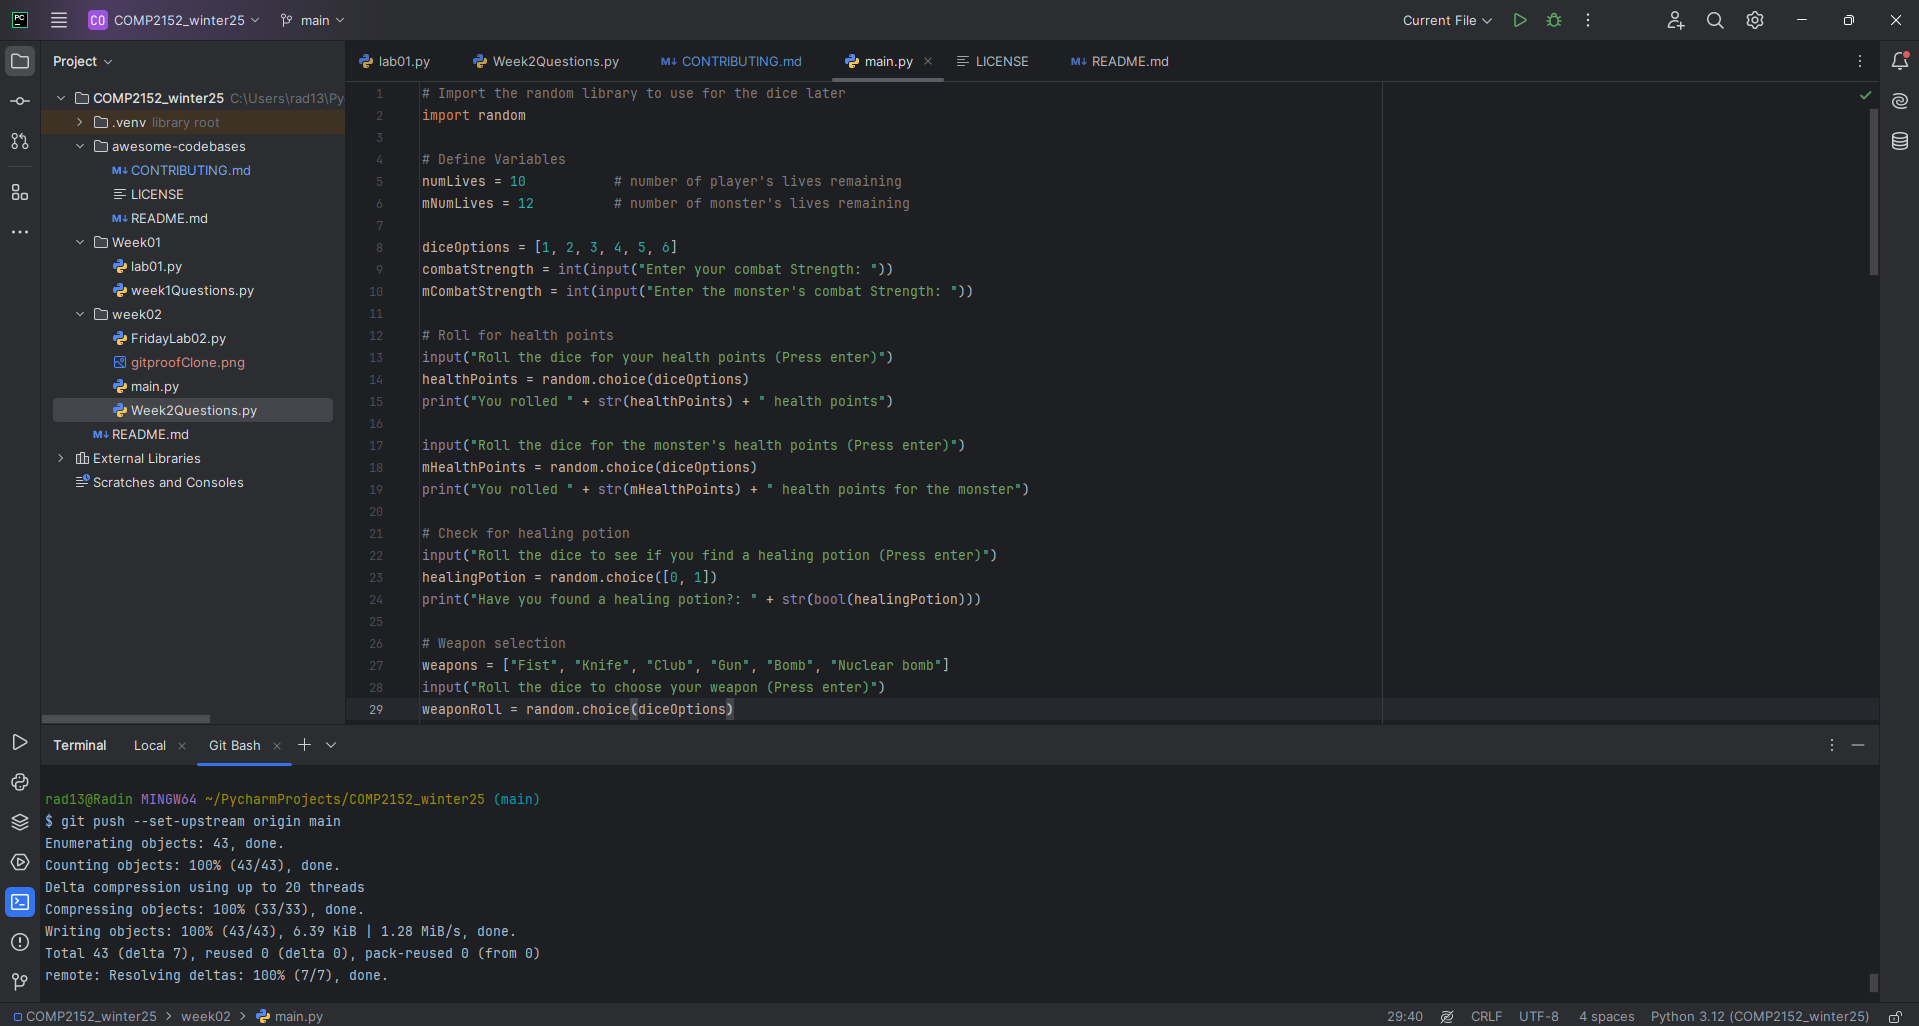 PC CO COMP2152_winter25 main Current File
Project
lab01.py Week2Questions.py M↓ CONTRIBUTING.md main.py LICENSE M↓ README.md
COMP2152_winter25 C:\Users\rad13\Py
.venv library root
awesome-codebases
M↓ CONTRIBUTING.md
LICENSE
M↓ README.md
Week01
lab01.py
week1Questions.py
week02
FridayLab02.py
gitproofClone.png
main.py
Week2Questions.py
M↓ README.md
External Libraries
Scratches and Consoles
1 # Import the random library to use for the dice later
2 import random
3
4 # Define Variables
5 numLives = 10 # number of player's lives remaining
6 mNumLives = 12 # number of monster's lives remaining
7
8 diceOptions = [1, 2, 3, 4, 5, 6]
9 combatStrength = int(input("Enter your combat Strength: "))
10 mCombatStrength = int(input("Enter the monster's combat Strength: "))
11
12 # Roll for health points
13 input("Roll the dice for your health points (Press enter)")
14 healthPoints = random.choice(diceOptions)
15 print("You rolled " + str(healthPoints) + " health points")
16
17 input("Roll the dice for the monster's health points (Press enter)")
18 mHealthPoints = random.choice(diceOptions)
19 print("You rolled " + str(mHealthPoints) + " health points for the monster")
20
21 # Check for healing potion
22 input("Roll the dice to see if you find a healing potion (Press enter)")
23 healingPotion = random.choice([0, 1])
24 print("Have you found a healing potion?: " + str(bool(healingPotion)))
25
26 # Weapon selection
27 weapons = ["Fist", "Knife", "Club", "Gun", "Bomb", "Nuclear bomb"]
28 input("Roll the dice to choose your weapon (Press enter)")
29 weaponRoll = random.choice(diceOptions)
Terminal Local Git Bash
rad13@Radin MINGW64 ~/PycharmProjects/COMP2152_winter25 (main)
$ git push --set-upstream origin main
Enumerating objects: 43, done.
Counting objects: 100% (43/43), done.
Delta compression using up to 20 threads
Compressing objects: 100% (33/33), done.
Writing objects: 100% (43/43), 6.39 KiB | 1.28 MiB/s, done.
Total 43 (delta 7), reused 0 (delta 0), pack-reused 0 (from 0)
remote: Resolving deltas: 100% (7/7), done.
COMP2152_winter25 > week02 > main.py 29:40 CRLF UTF-8 4 spaces Python 3.12 (COMP2152_winter25)